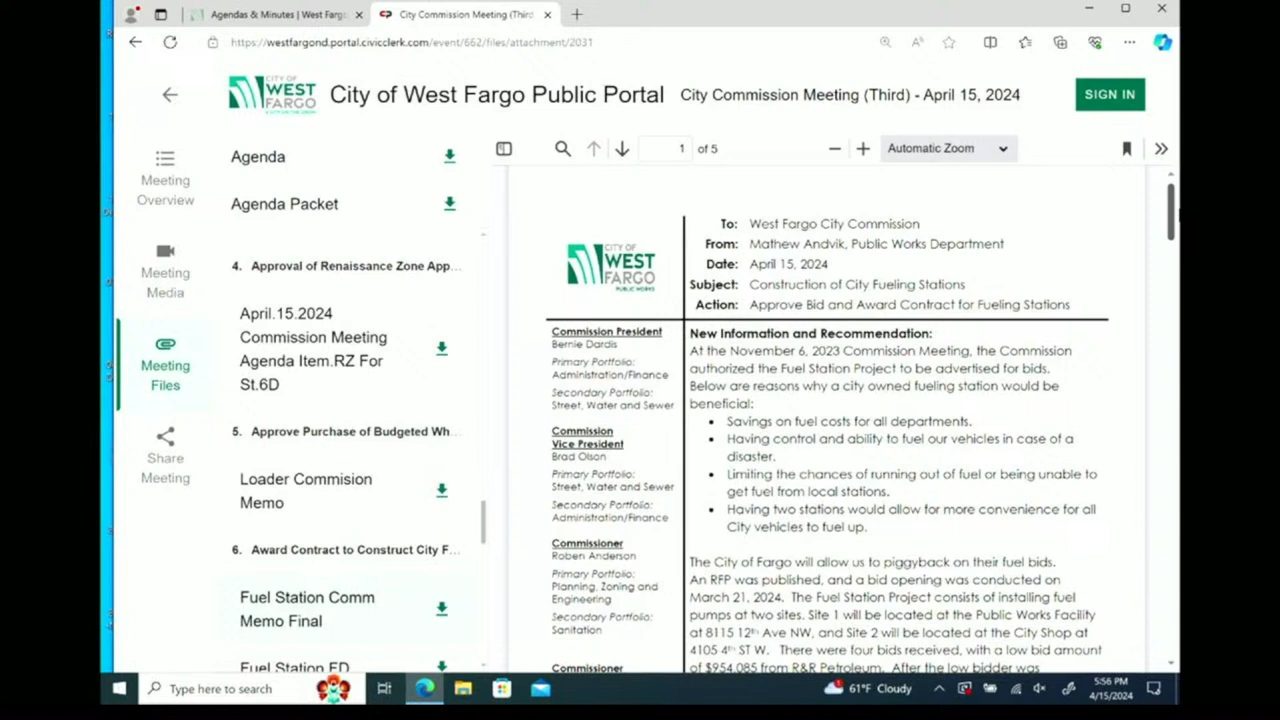 Agendas & Minutes | West Farg
City Commission Meeting (Third)
https://westfargond.portal.civicclerk.com/event/662/files/attachment/2031
CITY OF
WEST
FARGO
City of West Fargo Public Portal
City Commission Meeting (Third) - April 15, 2024
SIGN IN
Meeting
Overview
Meeting
Media
Meeting
Files
Share
Meeting
Agenda
Agenda Packet
4. Approval of Renaissance Zone App...
April.15.2024
Commission Meeting
Agenda Item.RZ For
St.6D
5. Approve Purchase of Budgeted Wh...
Loader Commision
Memo
6. Award Contract to Construct City F...
Fuel Station Comm
Memo Final
Fuel Station FD
1 of 5
Automatic Zoom
CITY OF
WEST
FARGO
PUBLIC WORKS
To: West Fargo City Commission
From: Mathew Andvik, Public Works Department
Date: April 15, 2024
Subject: Construction of City Fueling Stations
Action: Approve Bid and Award Contract for Fueling Stations
Commission President
Bernie Dardis
Primary Portfolio:
Administration/Finance
Secondary Portfolio:
Street, Water and Sewer
Commission
Vice President
Brad Olson
Primary Portfolio:
Street, Water and Sewer
Secondary Portfolio:
Administration/Finance
Commissioner
Roben Anderson
Primary Portfolio:
Planning, Zoning and
Engineering
Secondary Portfolio:
Sanitation
Commissioner
New Information and Recommendation:
At the November 6, 2023 Commission Meeting, the Commission
authorized the Fuel Station Project to be advertised for bids.
Below are reasons why a city owned fueling station would be
beneficial:
• Savings on fuel costs for all departments.
• Having control and ability to fuel our vehicles in case of a
disaster.
• Limiting the chances of running out of fuel or being unable to
get fuel from local stations.
• Having two stations would allow for more convenience for all
City vehicles to fuel up.
The City of Fargo will allow us to piggyback on their fuel bids.
An RFP was published, and a bid opening was conducted on
March 21, 2024. The Fuel Station Project consists of installing fuel
pumps at two sites. Site 1 will be located at the Public Works Facility
at 8115 12th Ave NW, and Site 2 will be located at the City Shop at
4105 4th ST W. There were four bids received, with a low bid amount
of $954,085 from R&R Petroleum. After the low bidder was
Type here to search
61°F Cloudy
5:56 PM
4/15/2024